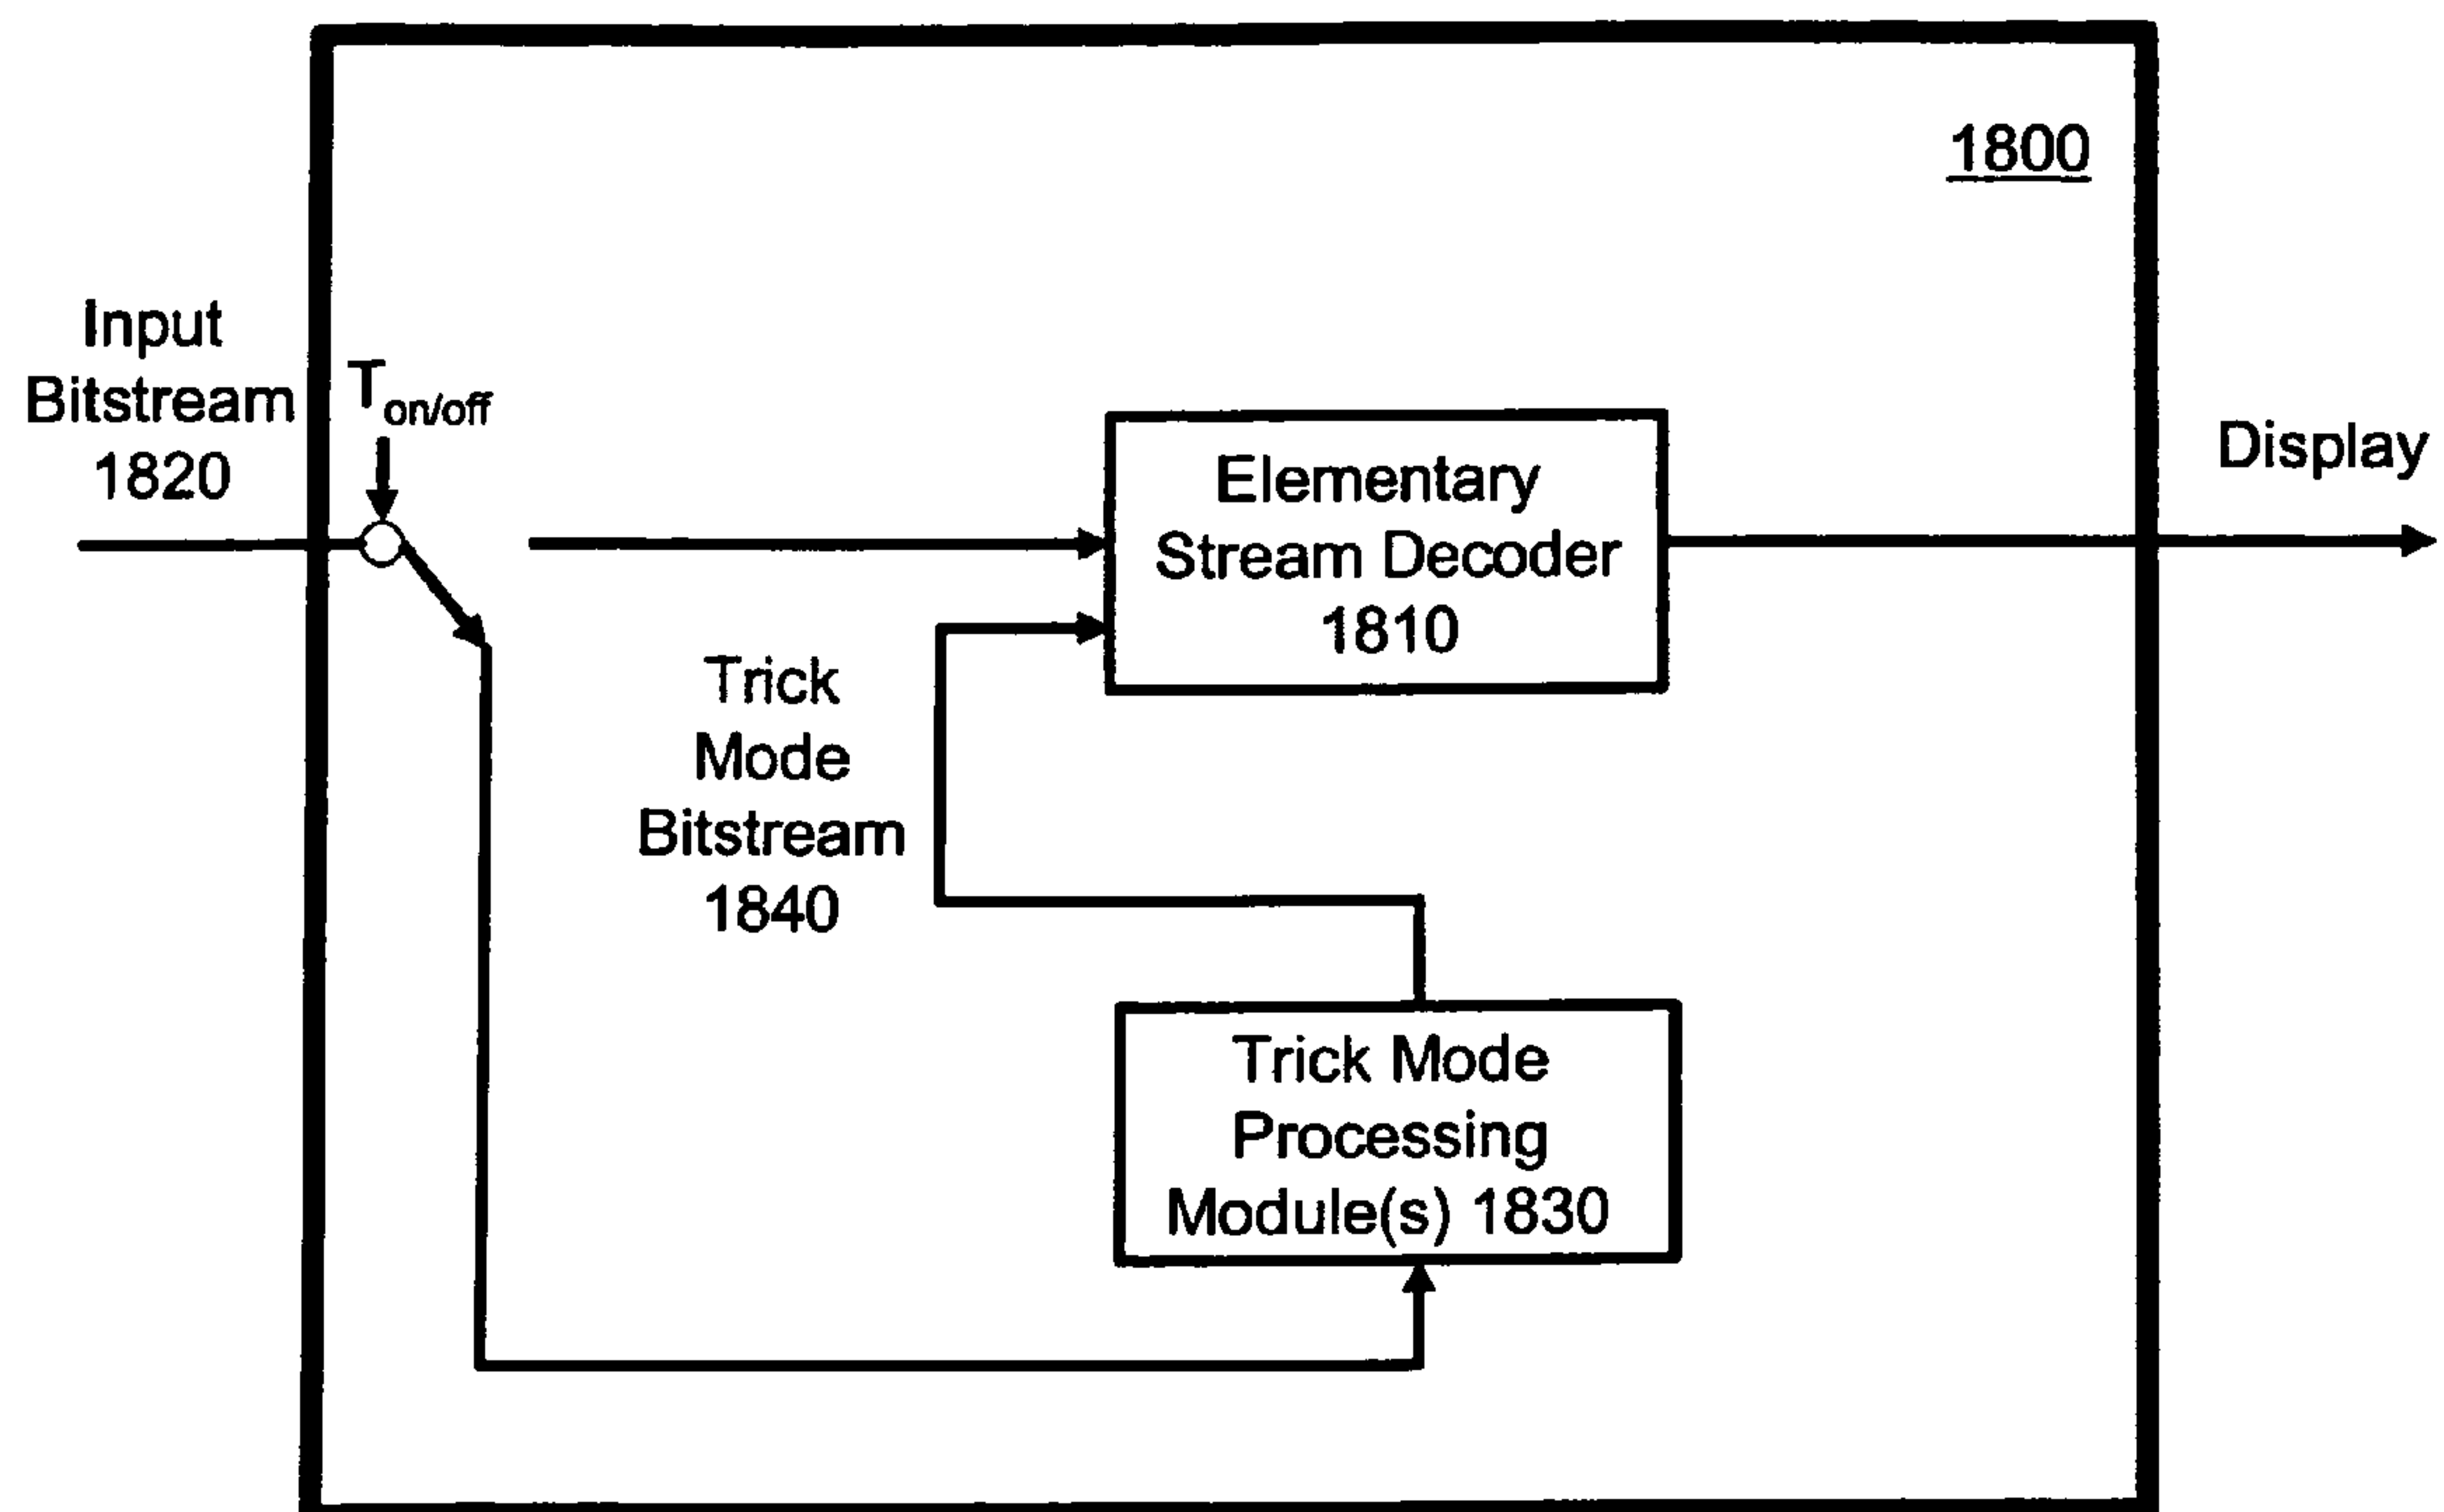 1800
Input
Bitstream
1820
Ton/off
Elementary
Stream Decoder
1810
Display
Trick
Mode
Bitstream
1840
Trick Mode
Processing
Module(s) 1830